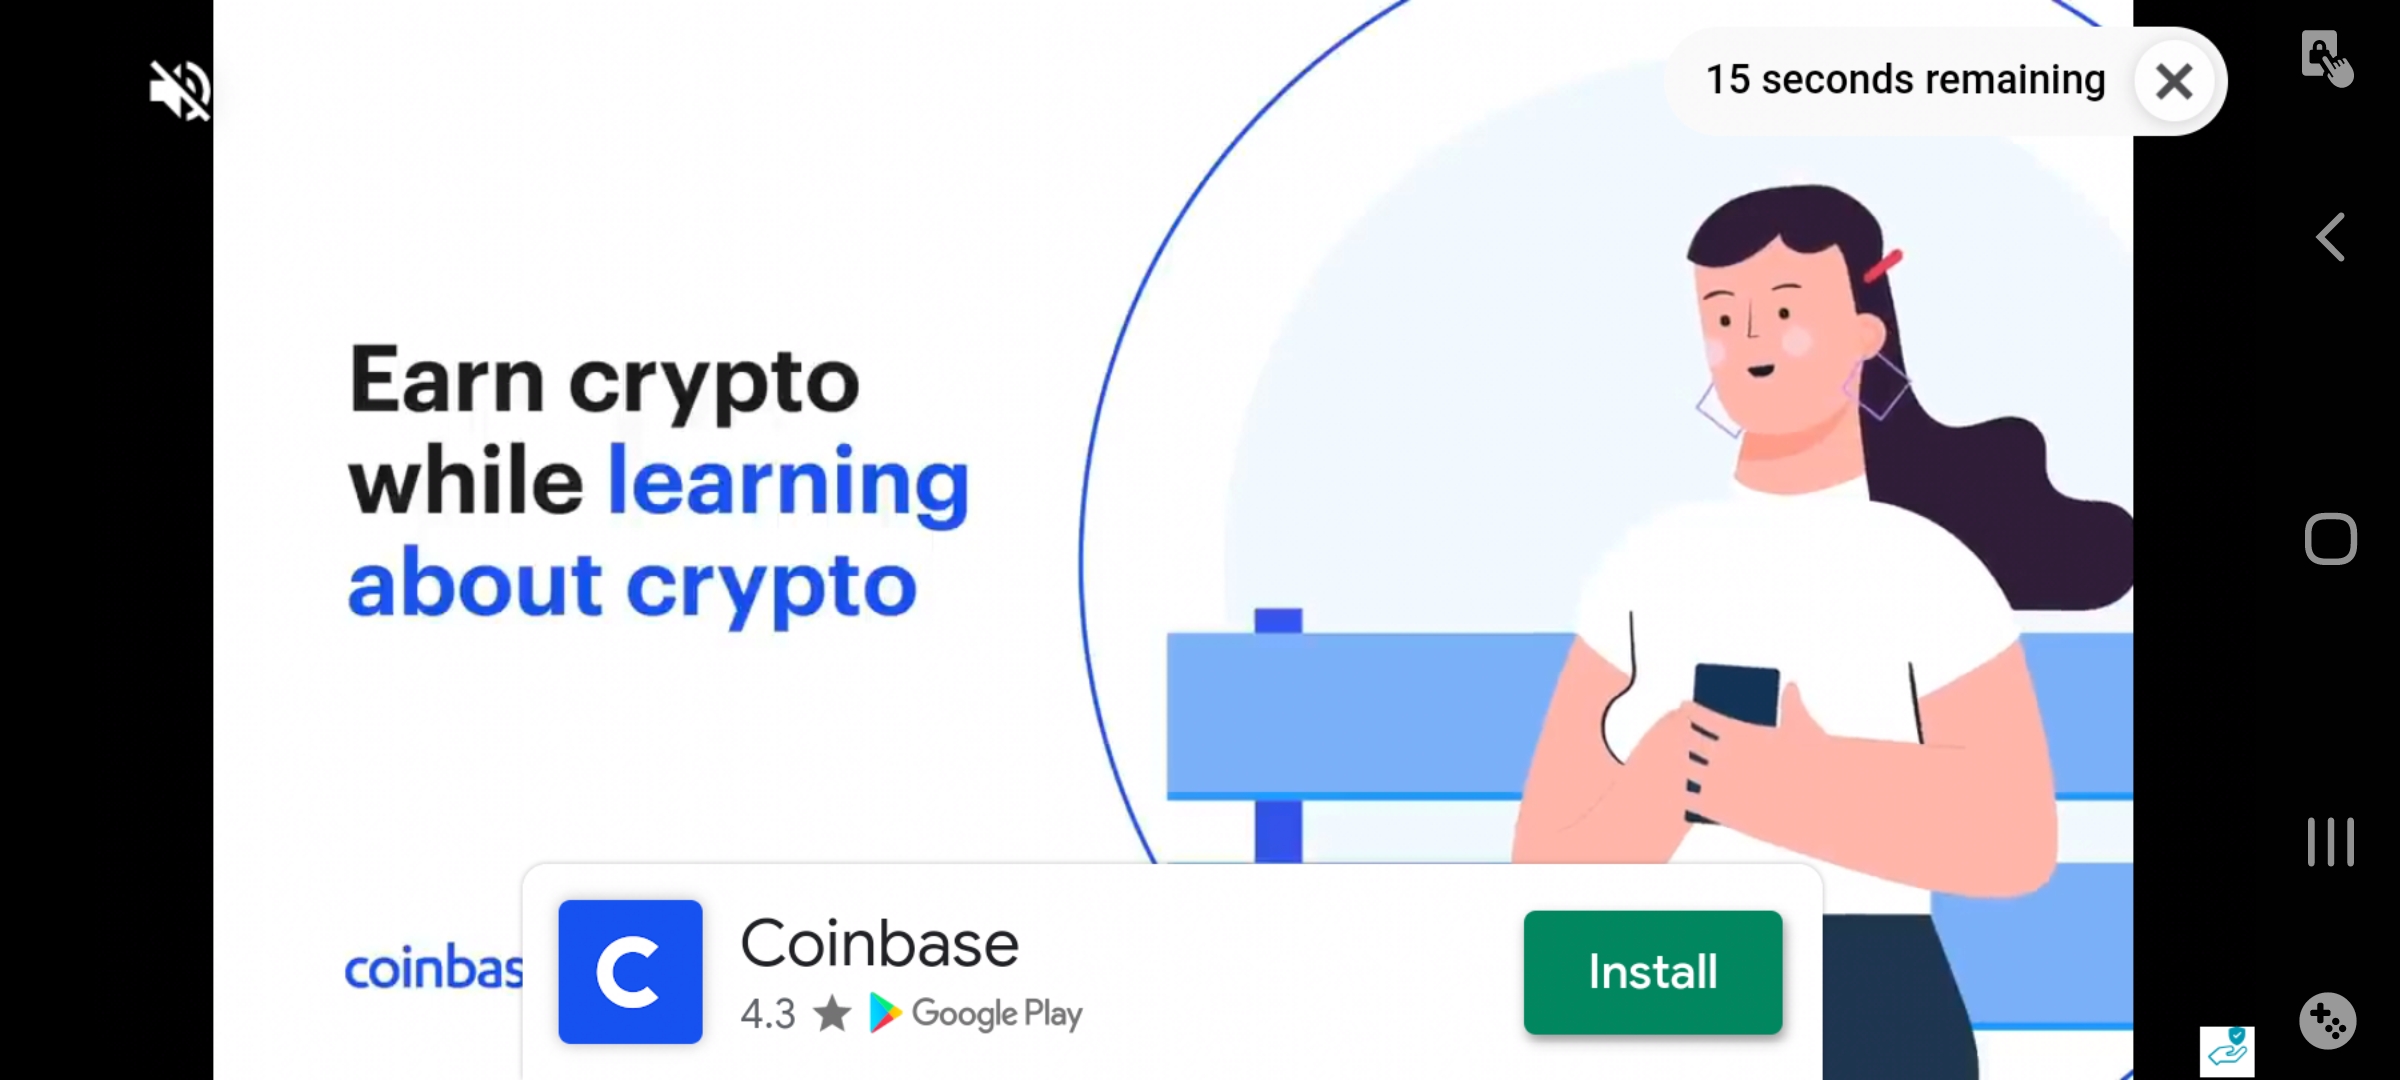 15 seconds remaining
Earn crypto
while learning
about crypto
coinbas
Coinbase
4.3 ★ Google Play
Install